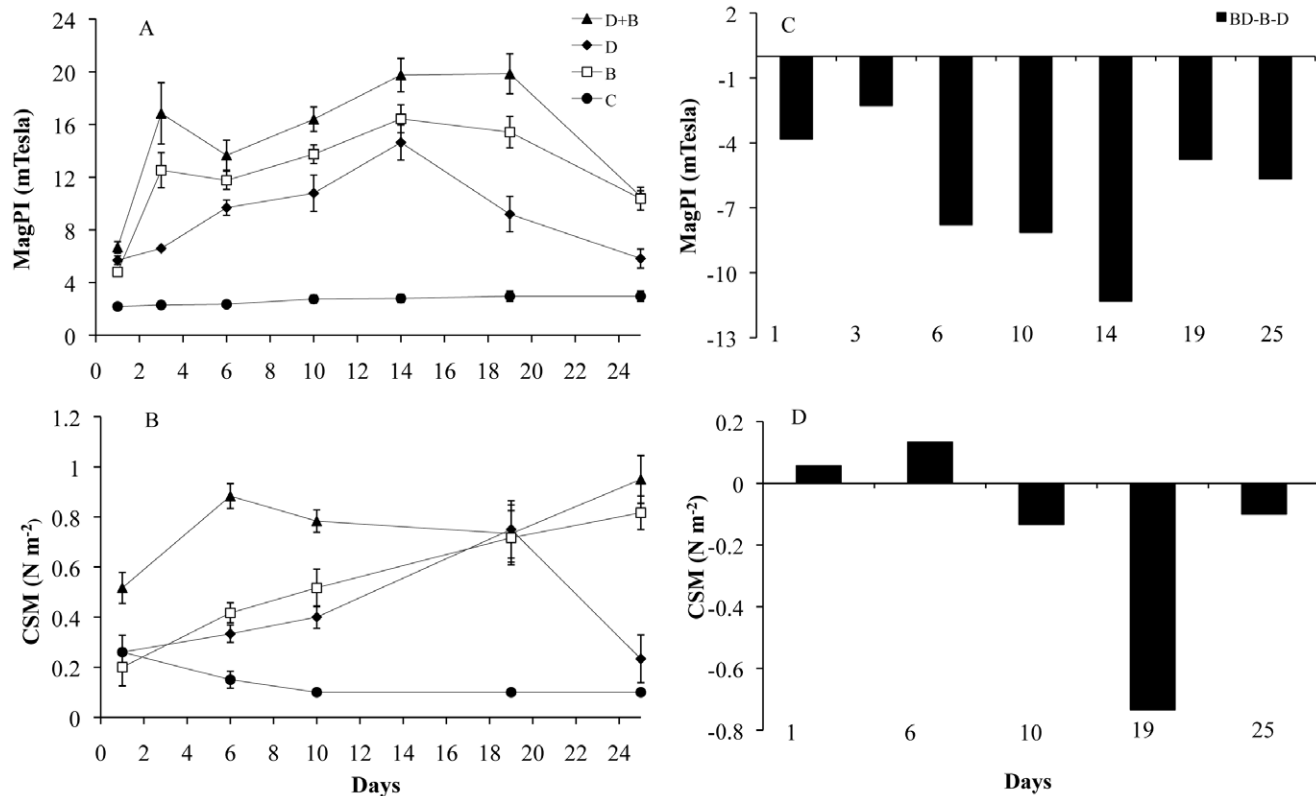 A
D+B
D
B
C
24
20
16
12
8
4
0
MagPI (mTesla)
0 2 4 6 8 10 12 14 16 18 20 22 24
C
BD-B-D
2
-1
-4
-7
-10
-13
MagPI (mTesla)
1 3 6 10 14 19 25
B
1.2
1
0.8
0.6
0.4
0.2
0
CSM (N m-2)
0 2 4 6 8 10 12 14 16 18 20 22 24
Days
D
0.2
0
-0.2
-0.4
-0.6
-0.8
CSM (N m-2)
1 6 10 19 25
Days